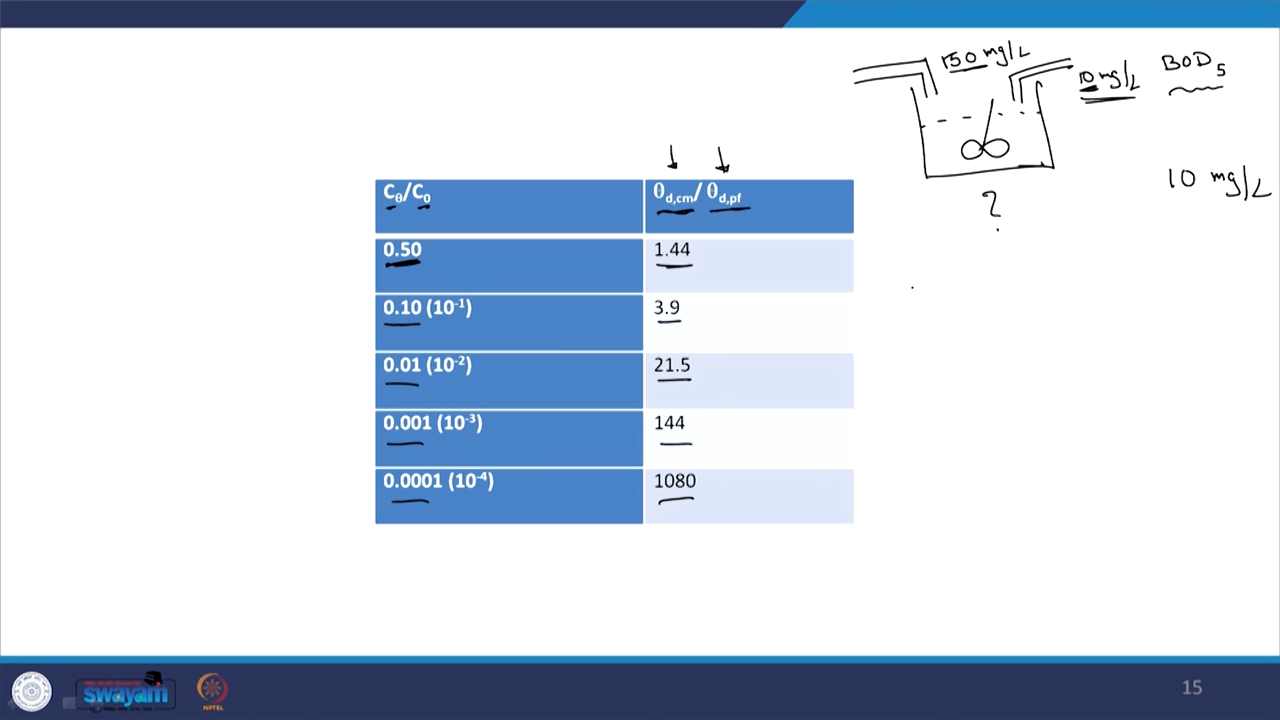 150 mg/L
10 mg/L BOD5
10 mg/L
?
Cθ/C0 θd,cm/ θd,pf
0.50 1.44
0.10 (10-1) 3.9
0.01 (10-2) 21.5
0.001 (10-3) 144
0.0001 (10-4) 1080
swayam
NPTEL
15